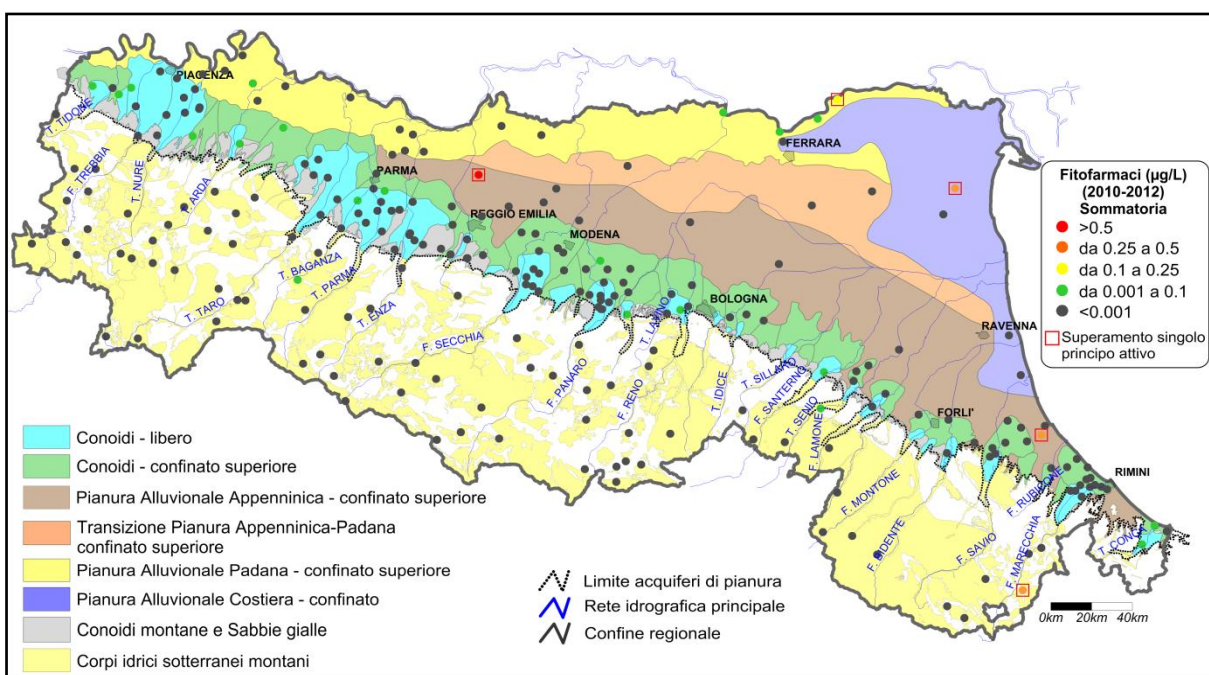 PIACENZA
T. TIDONE
F. TREBBIA
T. NURE
T. ARDA
PARMA
REGGIO EMILIA
MODENA
FERRARA
T. BAGANZA
T. PARMA
T. TARO
T. ENZA
F. SECCHIA
F. PANARO
T. LAVINO
F. RENO
BOLOGNA
T. IDICE
T. SILLARO
F. SANTERNO
T. SENIO
F. LAMONE
RAVENNA
FORLI'
F. MONTONE
F. BIDENTE
F. SAVIO
F. RUBICONE
F. MARECCHIA
RIMINI
T. CONCA
Fitofarmaci (µg/L)
(2010-2012)
Sommatoria
>0.5
da 0.25 a 0.5
da 0.1 a 0.25
da 0.001 a 0.1
<0.001
Superamento singolo
principo attivo
Conoidi - libero
Conoidi - confinato superiore
Pianura Alluvionale Appenninica - confinato superiore
Transizione Pianura Appenninica-Padana
confinato superiore
Pianura Alluvionale Padana - confinato superiore
Pianura Alluvionale Costiera - confinato
Conoidi montane e Sabbie gialle
Corpi idrici sotterranei montani
Limite acquiferi di pianura
Rete idrografica principale
Confine regionale
0km 20km 40km